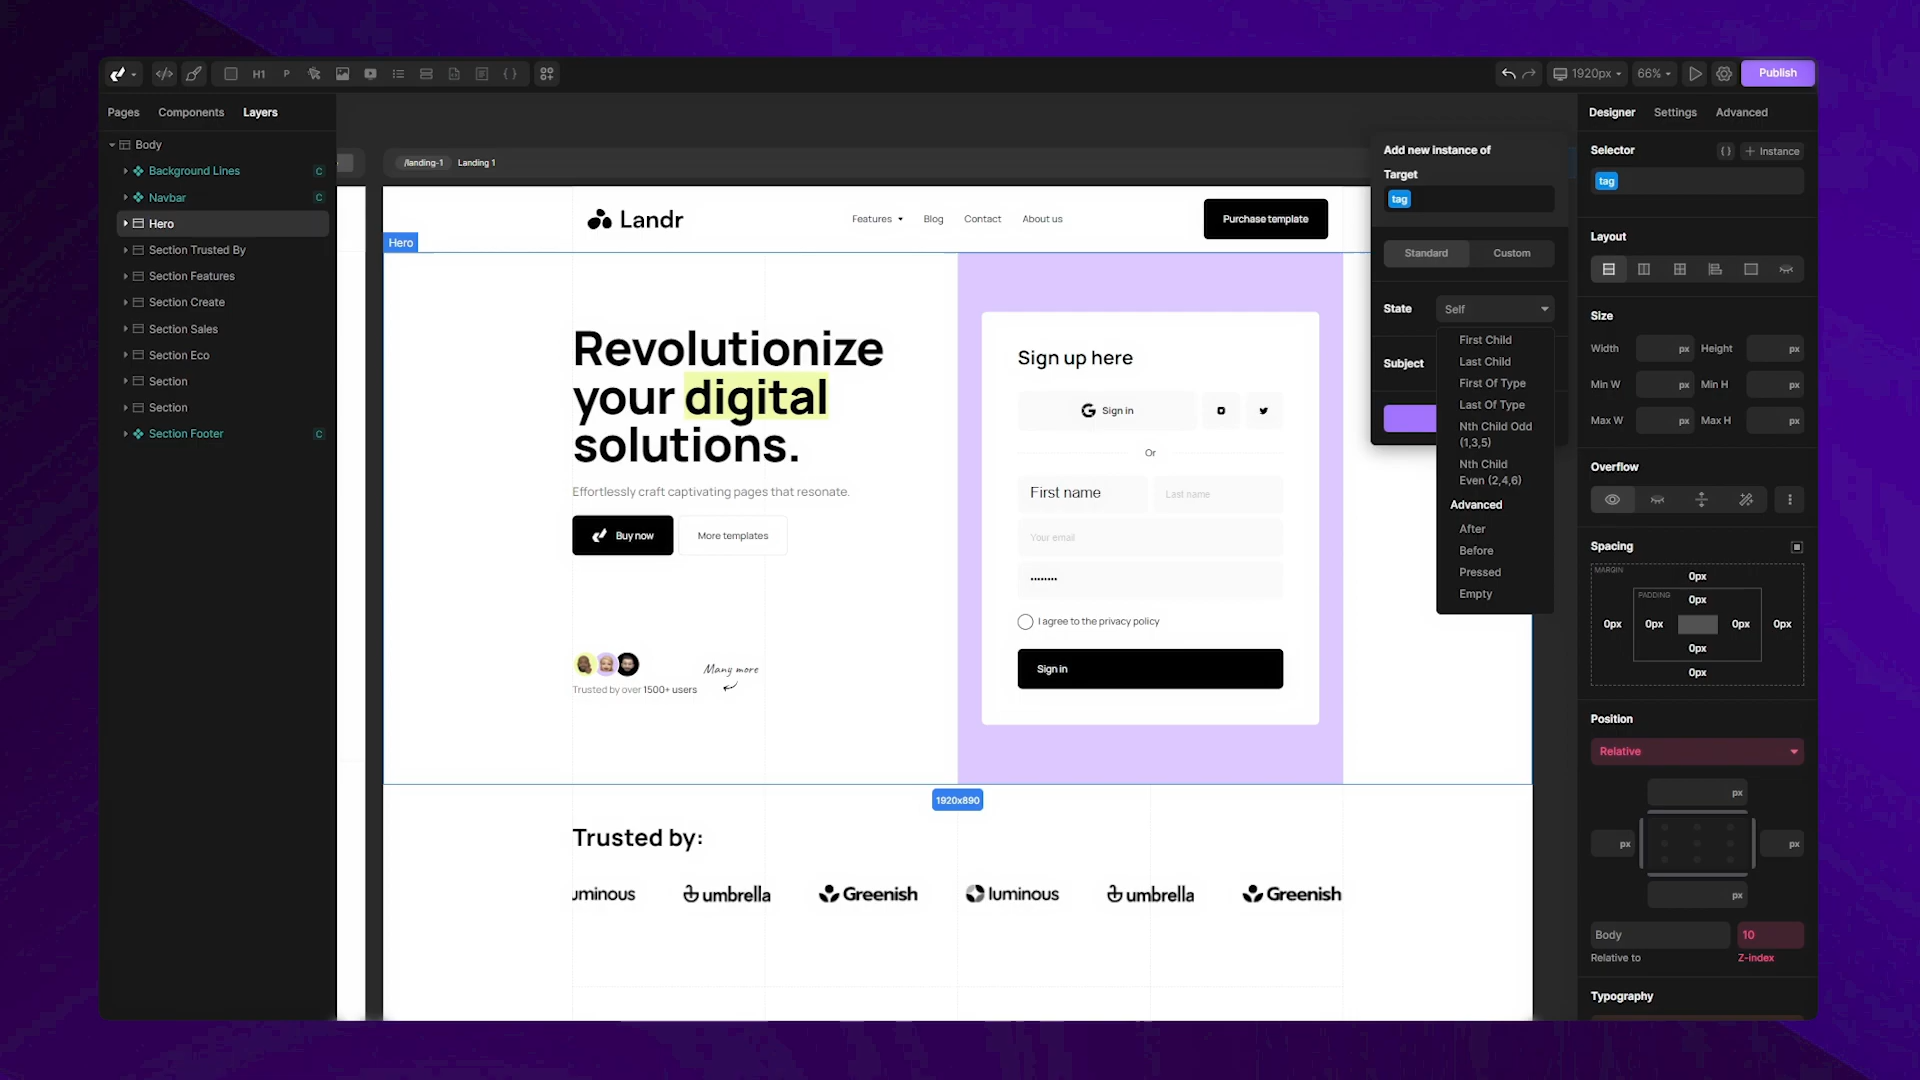 H1
P
1920px
66%
Publish
Pages
Components
Layers
Body
Background Lines
C
Navbar
C
Hero
Section Trusted By
Section Features
Section Create
Section Sales
Section Eco
Section
Section
Section Footer
C
/landing-1
Landing 1
Landr
Features
Blog
Contact
About us
Purchase template
Hero
Revolutionize
your digital
solutions.
Effortlessly craft captivating pages that resonate.
Buy now
More templates
Trusted by over 1500+ users
Many more
Sign up here
Sign in
Or
First name
Last name
Your email
••••••••
I agree to the privacy policy
Sign in
1920x890
Trusted by:
uminous
umbrella
Greenish
luminous
umbrella
Greenish
Add new instance of
Target
tag
Standard
Custom
State
Self
Subject
First Child
Last Child
First Of Type
Last Of Type
Nth Child Odd
(1,3,5)
Nth Child
Even (2,4,6)
Advanced
After
Before
Pressed
Empty
Designer
Settings
Advanced
Selector
{}
+ Instance
tag
Layout
Size
Width
px
Height
px
Min W
px
Min H
px
Max W
px
Max H
px
Overflow
Spacing
MARGIN
0px
PADDING
0px
0px
0px
0px
0px
0px
0px
Position
Relative
px
px
px
px
Body
10
Relative to
Z-index
Typography